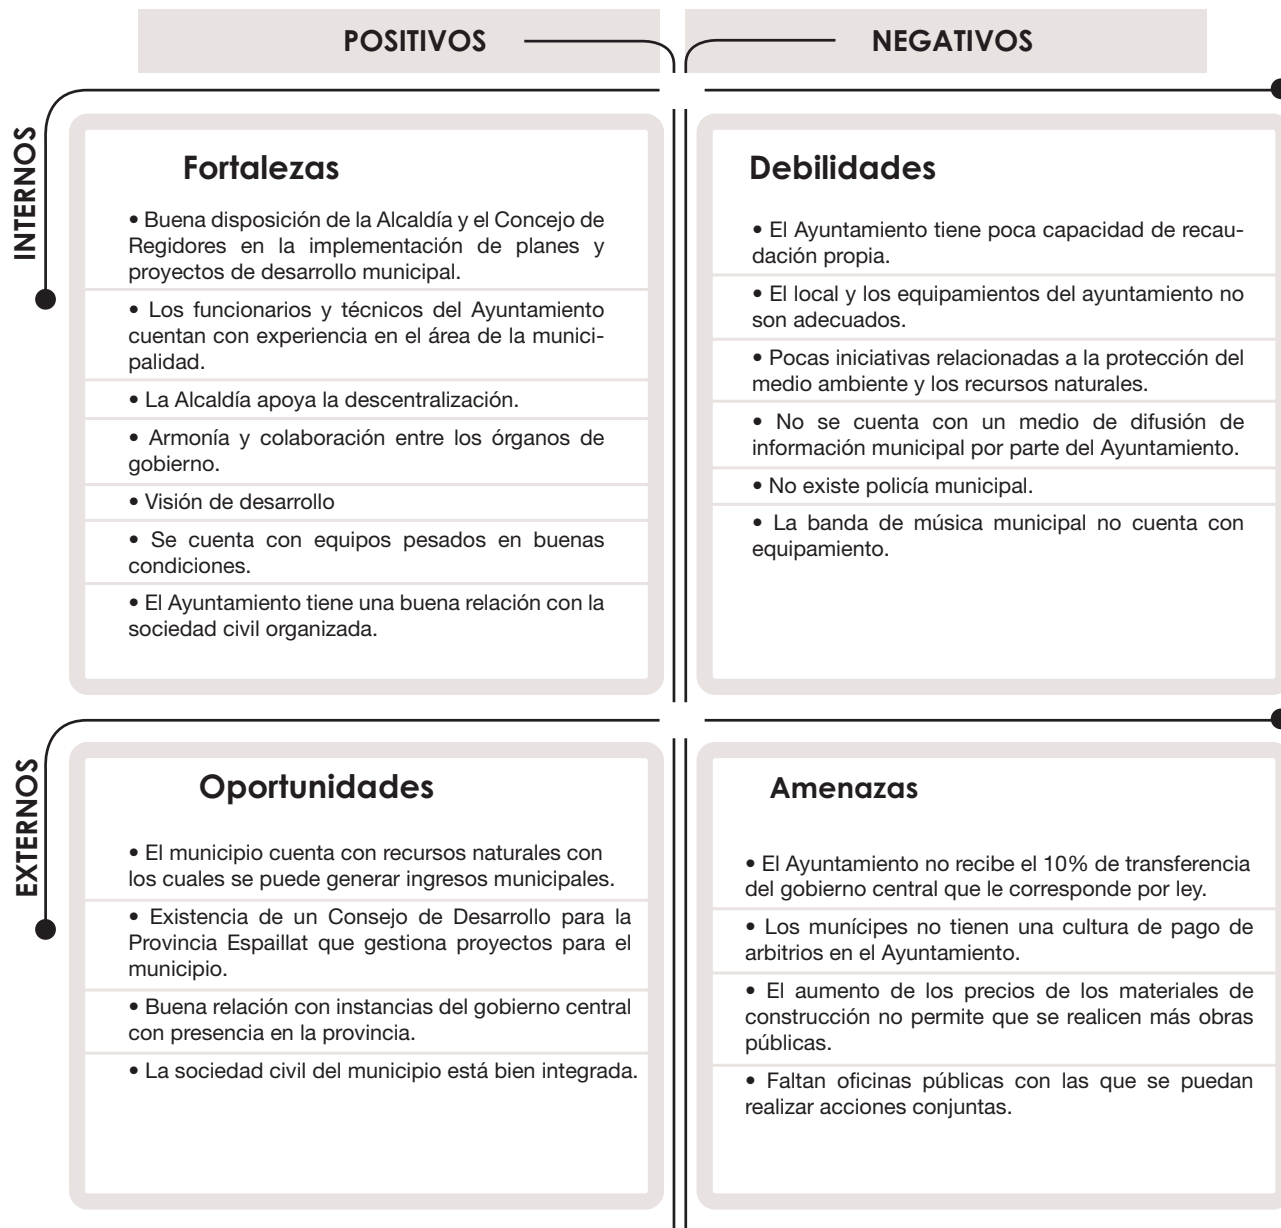 POSITIVOS
NEGATIVOS
INTERNOS
Fortalezas
• Buena disposición de la Alcaldía y el Concejo de
Regidores en la implementación de planes y
proyectos de desarrollo municipal.
• Los funcionarios y técnicos del Ayuntamiento
cuentan con experiencia en el área de la munici-
palidad.
• La Alcaldía apoya la descentralización.
• Armonía y colaboración entre los órganos de
gobierno.
• Visión de desarrollo
• Se cuenta con equipos pesados en buenas
condiciones.
• El Ayuntamiento tiene una buena relación con la
sociedad civil organizada.
Debilidades
• El Ayuntamiento tiene poca capacidad de recau-
dación propia.
• El local y los equipamientos del ayuntamiento no
son adecuados.
• Pocas iniciativas relacionadas a la protección del
medio ambiente y los recursos naturales.
• No se cuenta con un medio de difusión de
información municipal por parte del Ayuntamiento.
• No existe policía municipal.
• La banda de música municipal no cuenta con
equipamiento.
EXTERNOS
Oportunidades
• El municipio cuenta con recursos naturales con
los cuales se puede generar ingresos municipales.
• Existencia de un Consejo de Desarrollo para la
Provincia Espaillat que gestiona proyectos para el
municipio.
• Buena relación con instancias del gobierno central
con presencia en la provincia.
• La sociedad civil del municipio está bien integrada.
Amenazas
• El Ayuntamiento no recibe el 10% de transferencia
del gobierno central que le corresponde por ley.
• Los munícipes no tienen una cultura de pago de
arbitrios en el Ayuntamiento.
• El aumento de los precios de los materiales de
construcción no permite que se realicen más obras
públicas.
• Faltan oficinas públicas con las que se puedan
realizar acciones conjuntas.